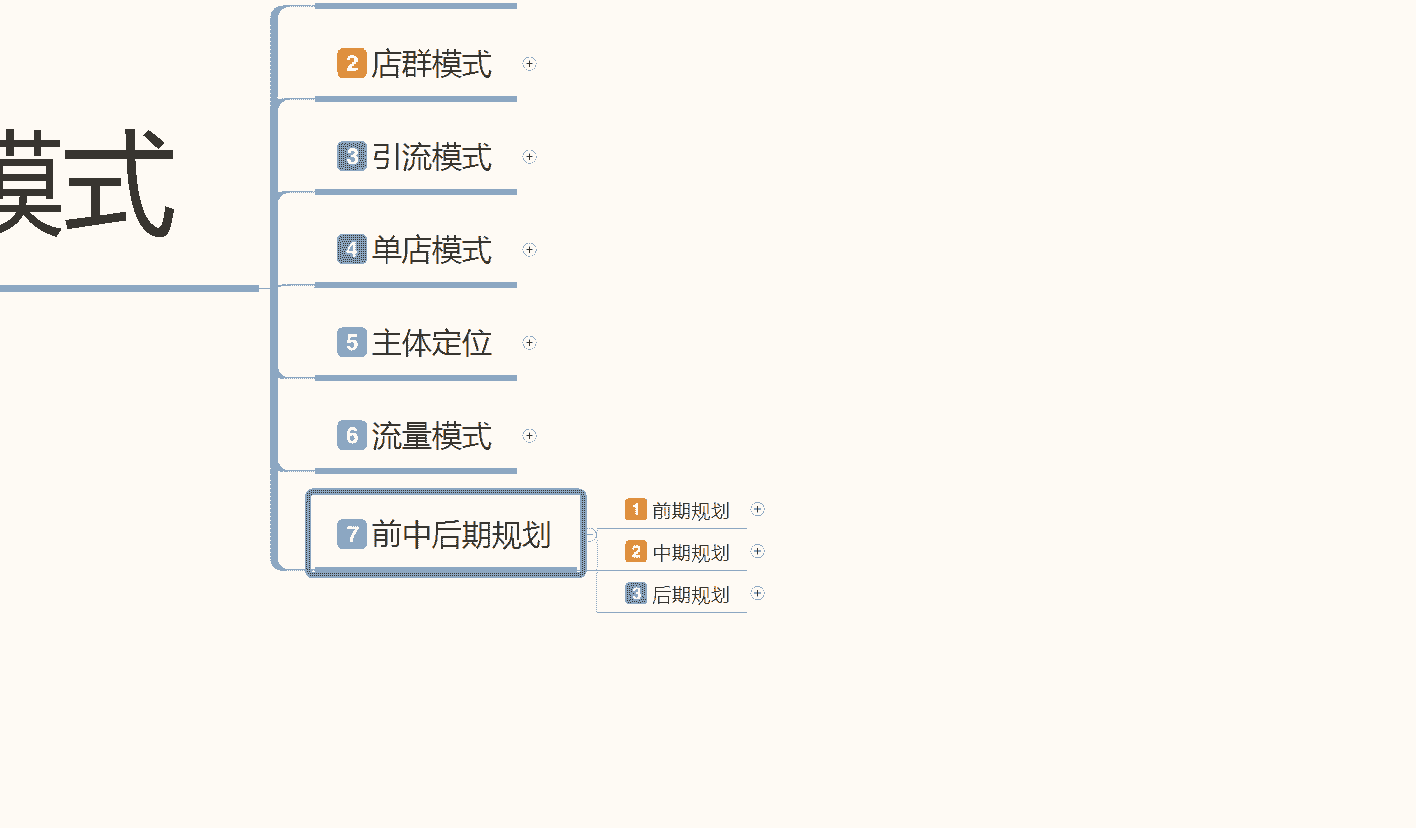 模式
2 店群模式
3 引流模式
4 单店模式
5 主体定位
6 流量模式
7 前中后期规划
1 前期规划
2 中期规划
3 后期规划